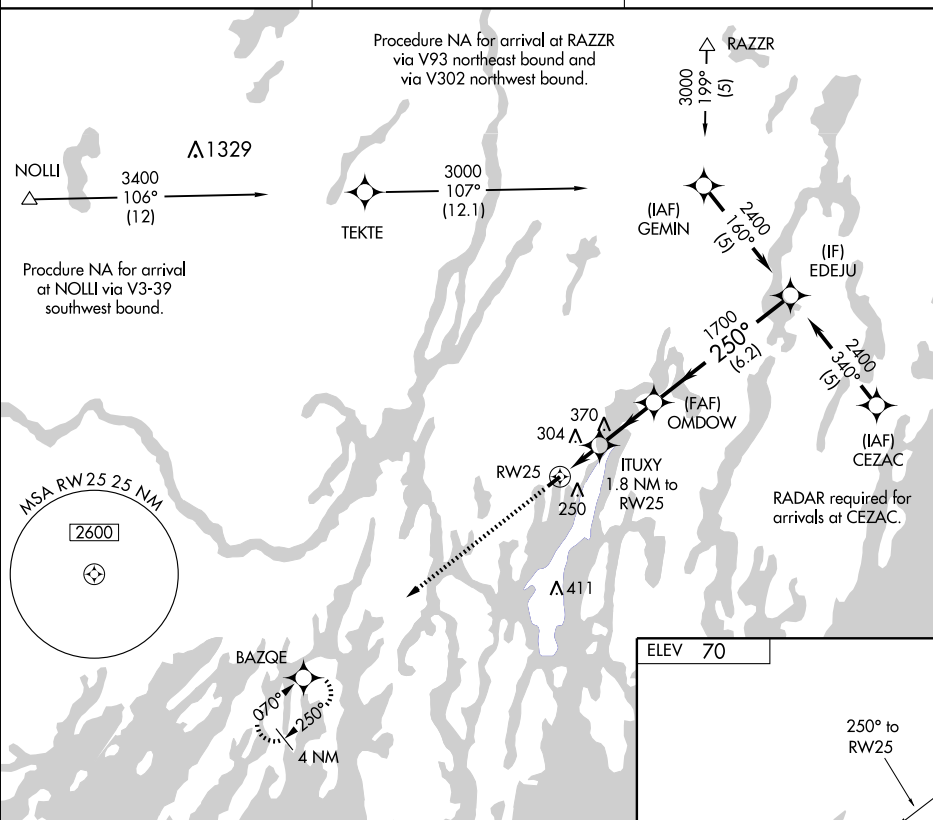 Procedure NA for arrival at RAZZR
via V93 northeast bound and
via V302 northwest bound.
RAZZR
3000
199°
(5)
1329
NOLLI
3400
106°
(12)
3000
107°
(12.1)
TEKTE
(IAF)
GEMIN
2400
160°
(5)
(IF)
EDEJU
Procdure NA for arrival
at NOLLI via V3-39
southwest bound.
1700
250°
(6.2)
2400
340°
(5)
(FAF)
OMDOW
(IAF)
CEZAC
370
304
RW25
ITUXY
1.8 NM to
RW25
250
RADAR required for
arrivals at CEZAC.
MSA RW25 25 NM
2600
411
BAZQE
070°
250°
4 NM
ELEV 70
250° to
RW25